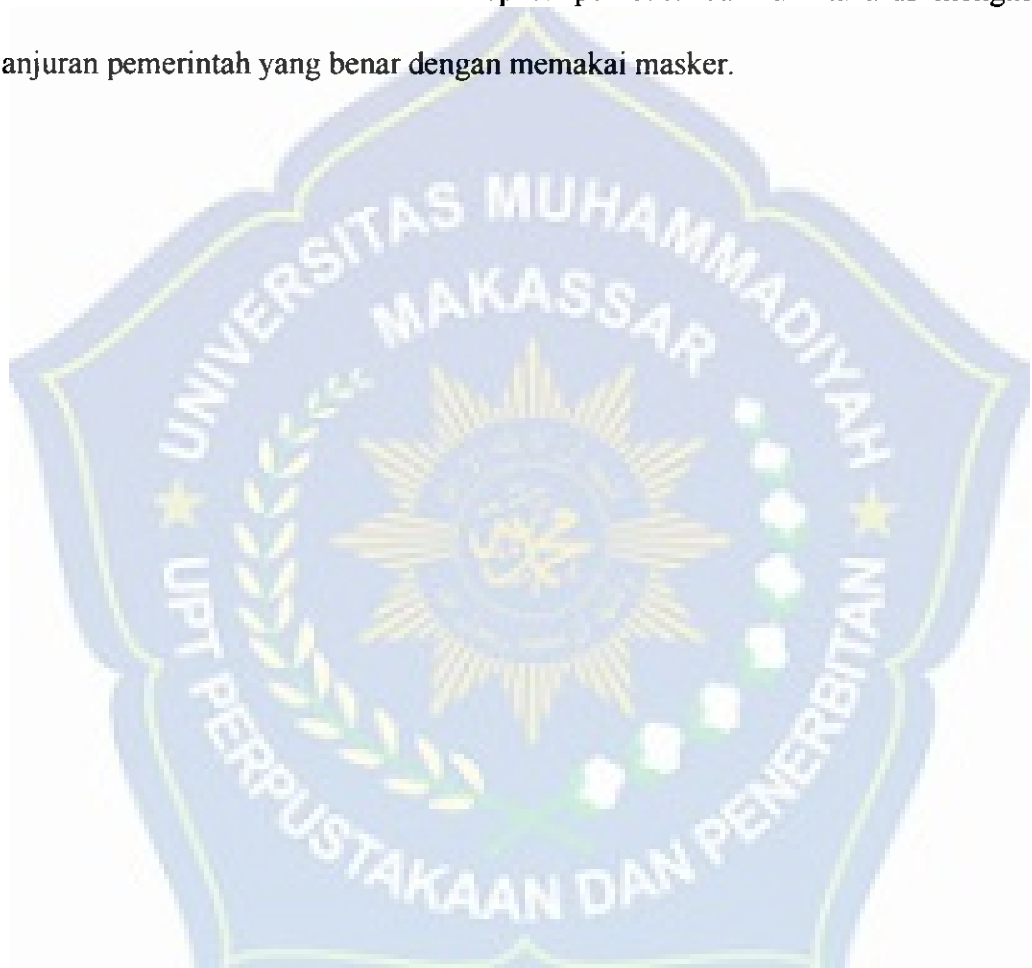 anjuran pemerintah yang benar dengan memakai masker.
UNIVERSITAS MUHAMMADIYAH
MAKASSAR
UPT PERPUSTAKAAN DAN PENERBITAN